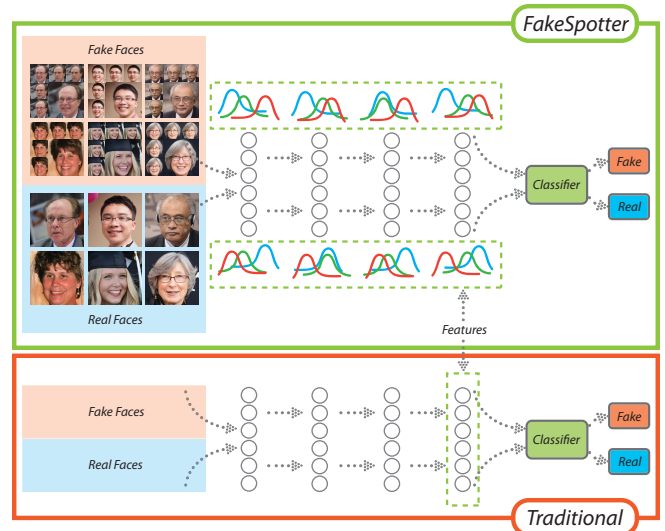 FakeSpotter
Fake Faces
Real Faces
Classifier
Fake
Real
Features
Fake Faces
Real Faces
Classifier
Fake
Real
Traditional